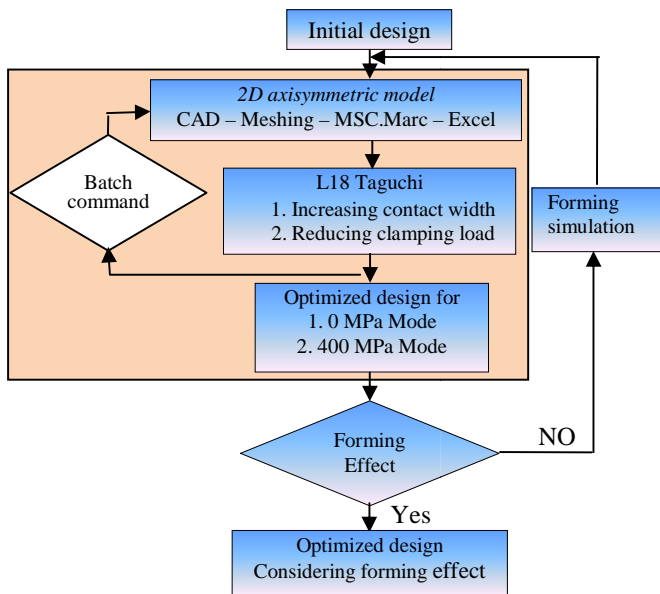 Initial design
2D axisymmetric model
CAD – Meshing – MSC.Marc – Excel
Batch
command
L18 Taguchi
1. Increasing contact width
2. Reducing clamping load
Forming
simulation
Optimized design for
1. 0 MPa Mode
2. 400 MPa Mode
Forming
Effect
NO
Yes
Optimized design
Considering forming effect